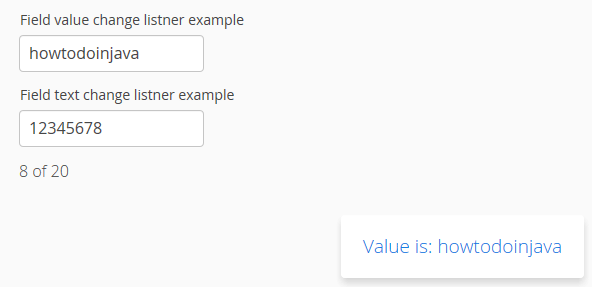 Field value change listner example
howtodoinjava
Field text change listner example
12345678
8 of 20
Value is: howtodoinjava